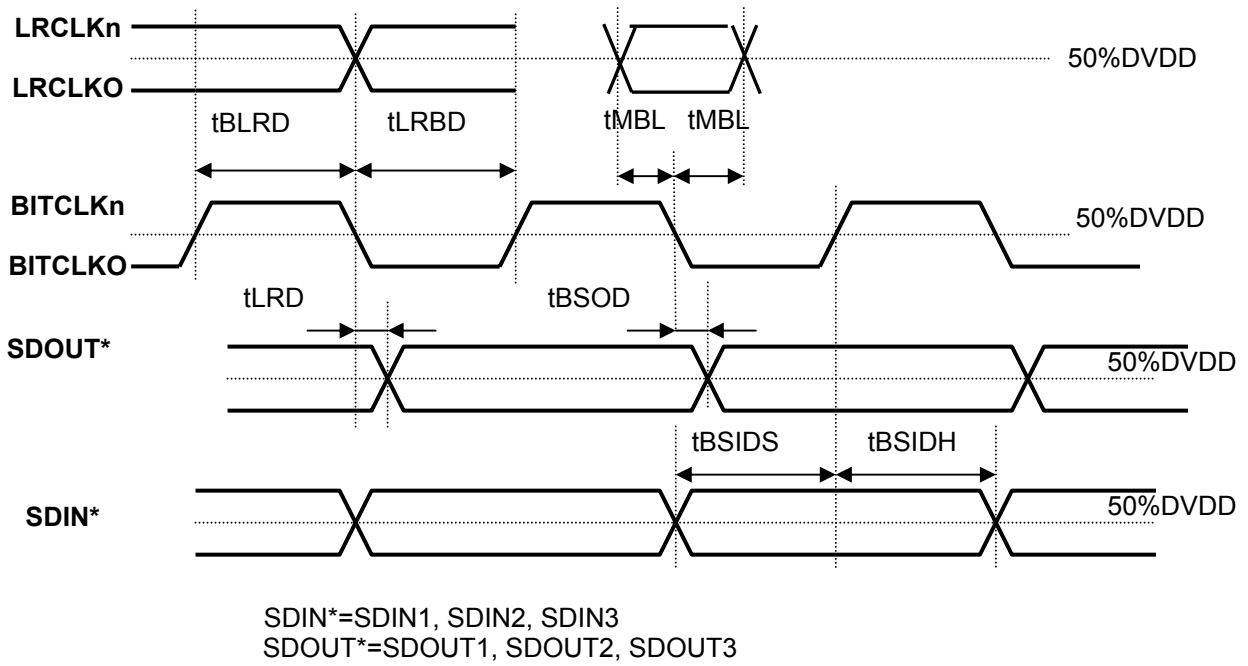 LRCLKn
50%DVDD
LRCLKO
tBLRD tLRBD tMBL tMBL
BITCLKn
50%DVDD
BITCLKO
tLRD tBSOD
SDOUT*
50%DVDD
tBSIDS tBSIDH
50%DVDD
SDIN*
SDIN*=SDIN1, SDIN2, SDIN3
SDOUT*=SDOUT1, SDOUT2, SDOUT3